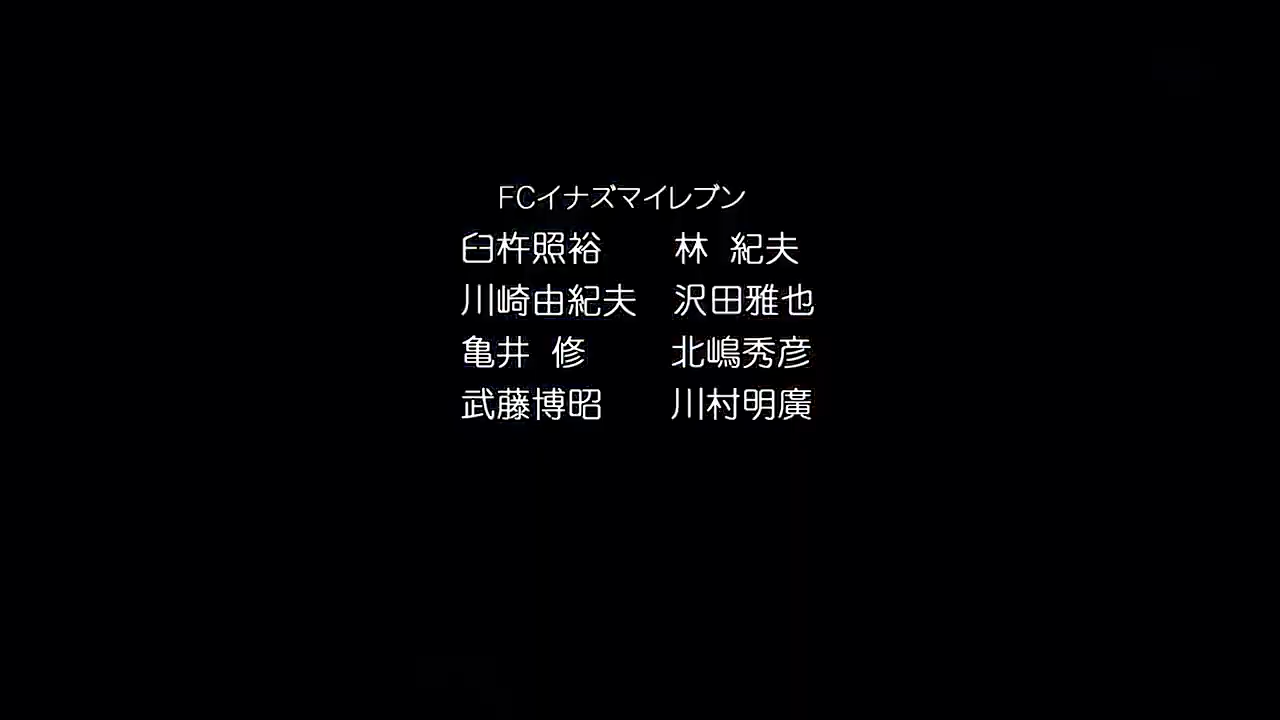 FCイナズマイレブン
臼杵照裕 林 紀夫
川崎由紀夫 沢田雅也
亀井 修 北嶋秀彦
武藤博昭 川村明廣